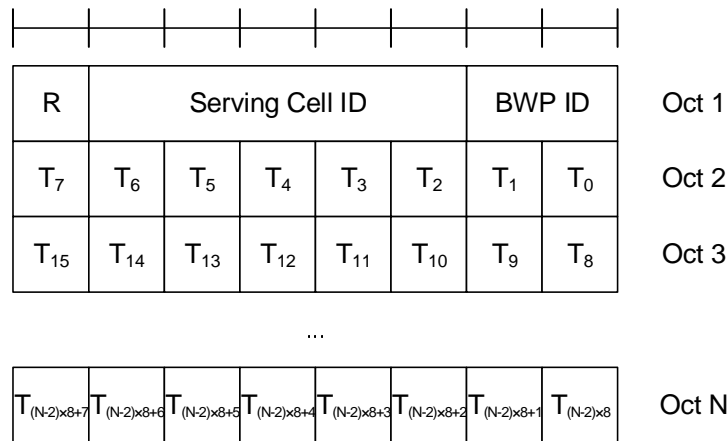 R Serving Cell ID BWP ID Oct 1
T7 T6 T5 T4 T3 T2 T1 T0 Oct 2
T15 T14 T13 T12 T11 T10 T9 T8 Oct 3
...
T(N-2)×8+7 T(N-2)×8+6 T(N-2)×8+5 T(N-2)×8+4 T(N-2)×8+3 T(N-2)×8+2 T(N-2)×8+1 T(N-2)×8 Oct N